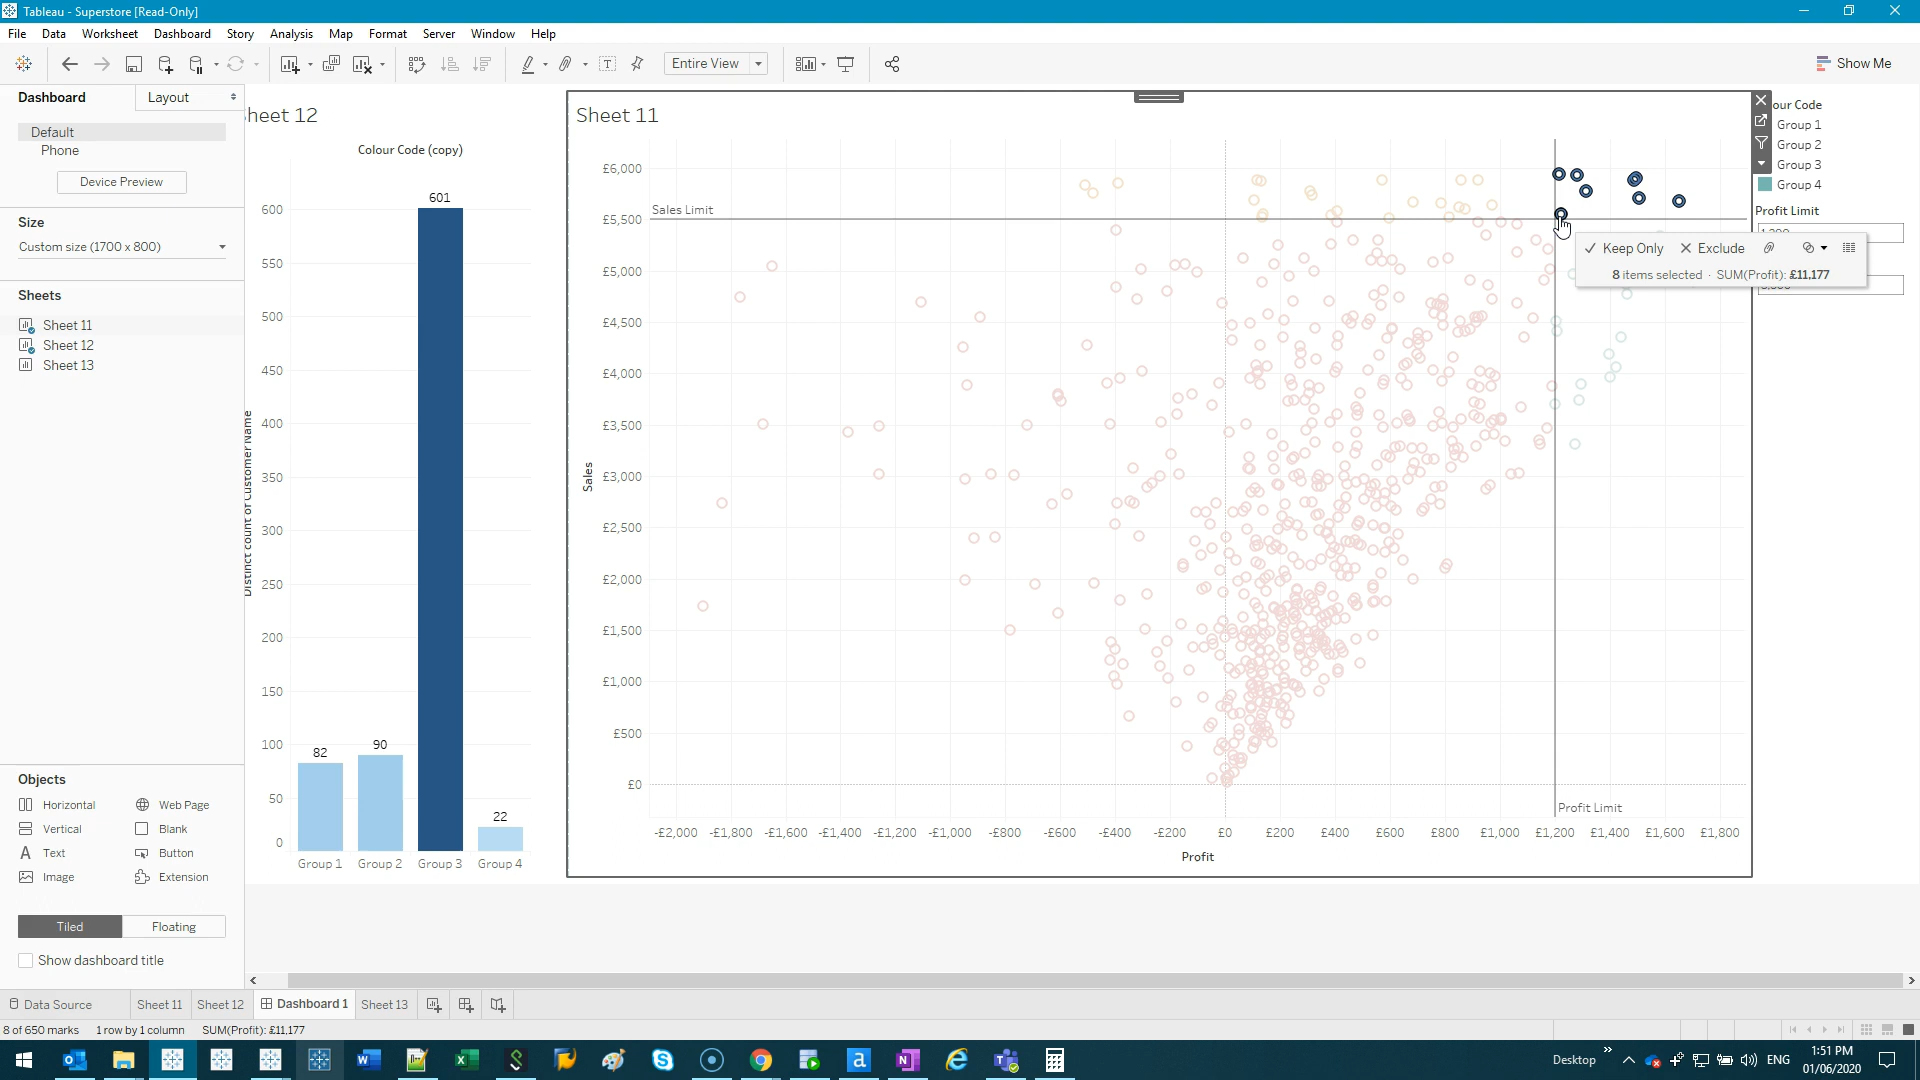 Tableau - Superstore [Read-Only]
File Data Worksheet Dashboard Story Analysis Map Format Server Window Help
Entire View
Show Me
Dashboard Layout
Default
Phone
Device Preview
Size
Custom size (1700 x 800)
Sheets
Sheet 11
Sheet 12
Sheet 13
Objects
Horizontal Web Page
Vertical Blank
Text Button
Image Extension
Tiled Floating
Show dashboard title
heet 12
Colour Code (copy)
Distinct count of Customer Name
600
550
500
450
400
350
300
250
200
150
100
50
0
82
90
601
22
Group 1 Group 2 Group 3 Group 4
Sheet 11
Sales
£6,000
£5,500
£5,000
£4,500
£4,000
£3,500
£3,000
£2,500
£2,000
£1,500
£1,000
£500
£0
Sales Limit
Profit Limit
-£2,000 -£1,800 -£1,600 -£1,400 -£1,200 -£1,000 -£800 -£600 -£400 -£200 £0 £200 £400 £600 £800 £1,000 £1,200 £1,400 £1,600 £1,800
Profit
our Code
Group 1
Group 2
Group 3
Group 4
Profit Limit
Keep Only Exclude
8 items selected · SUM(Profit): £11,177
Data Source Sheet 11 Sheet 12 Dashboard 1 Sheet 13
8 of 650 marks 1 row by 1 column SUM(Profit): £11,177
Desktop ENG
1:51 PM
01/06/2020